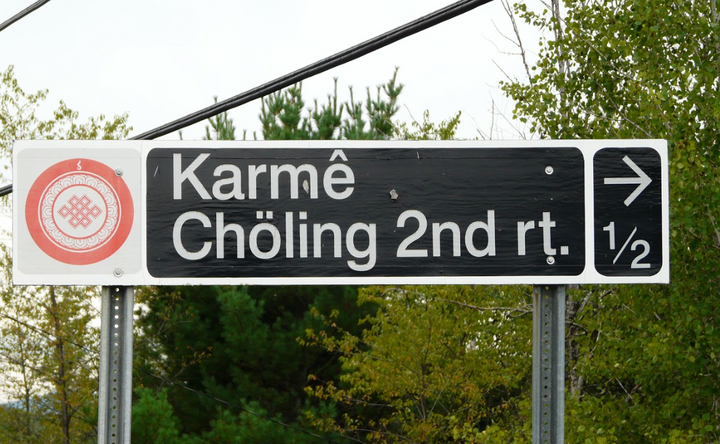 Karmê
Chöling 2nd rt.
→
1/2